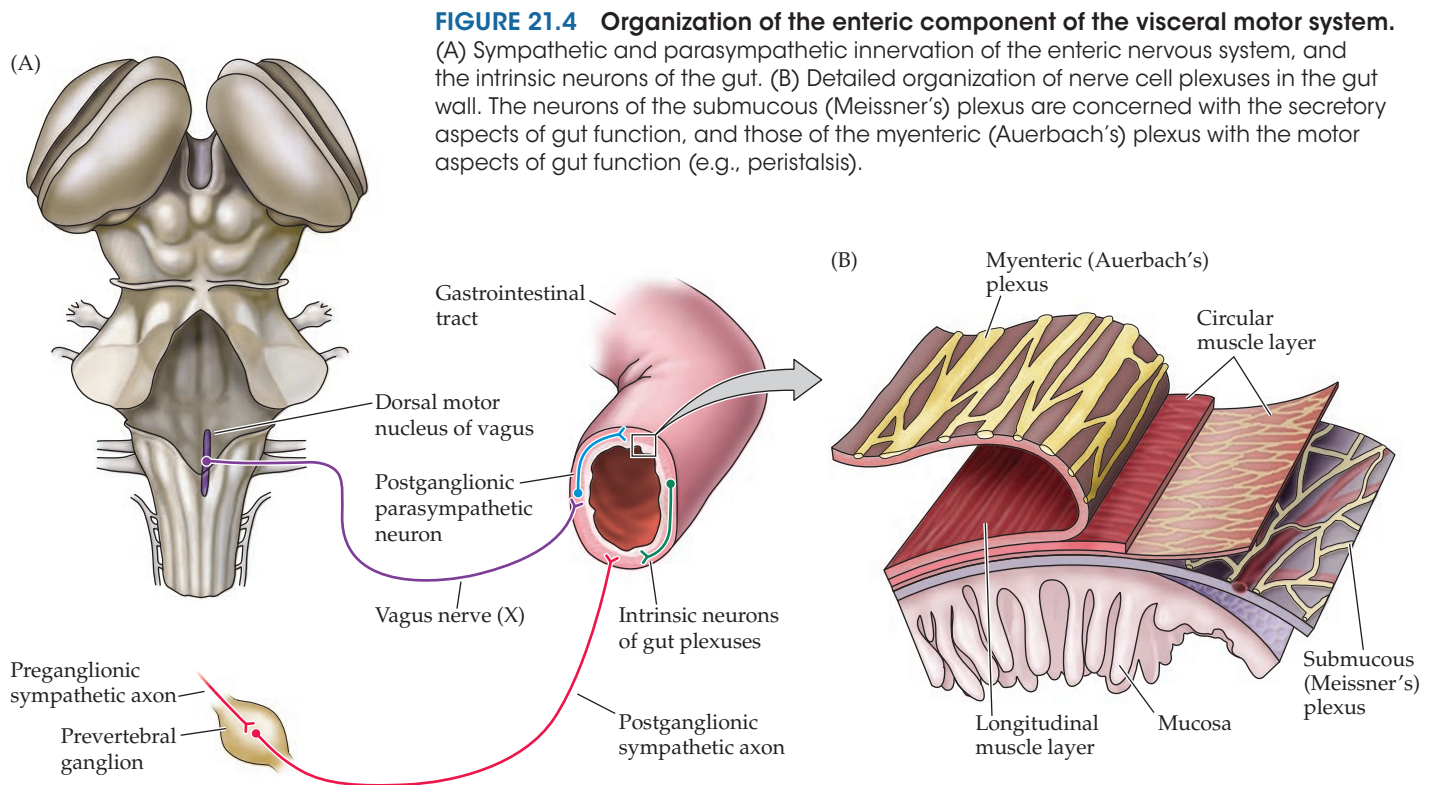 FIGURE 21.4 Organization of the enteric component of the visceral motor system.
(A) Sympathetic and parasympathetic innervation of the enteric nervous system, and
the intrinsic neurons of the gut. (B) Detailed organization of nerve cell plexuses in the gut
wall. The neurons of the submucous (Meissner's) plexus are concerned with the secretory
aspects of gut function, and those of the myenteric (Auerbach's) plexus with the motor
aspects of gut function (e.g., peristalsis).
(A)
Gastrointestinal
tract
Dorsal motor
nucleus of vagus
Postganglionic
parasympathetic
neuron
Vagus nerve (X)
Intrinsic neurons
of gut plexuses
Preganglionic
sympathetic axon
Prevertebral
ganglion
Postganglionic
sympathetic axon
(B)
Myenteric (Auerbach's)
plexus
Circular
muscle layer
Submucous
(Meissner's)
plexus
Longitudinal
muscle layer
Mucosa